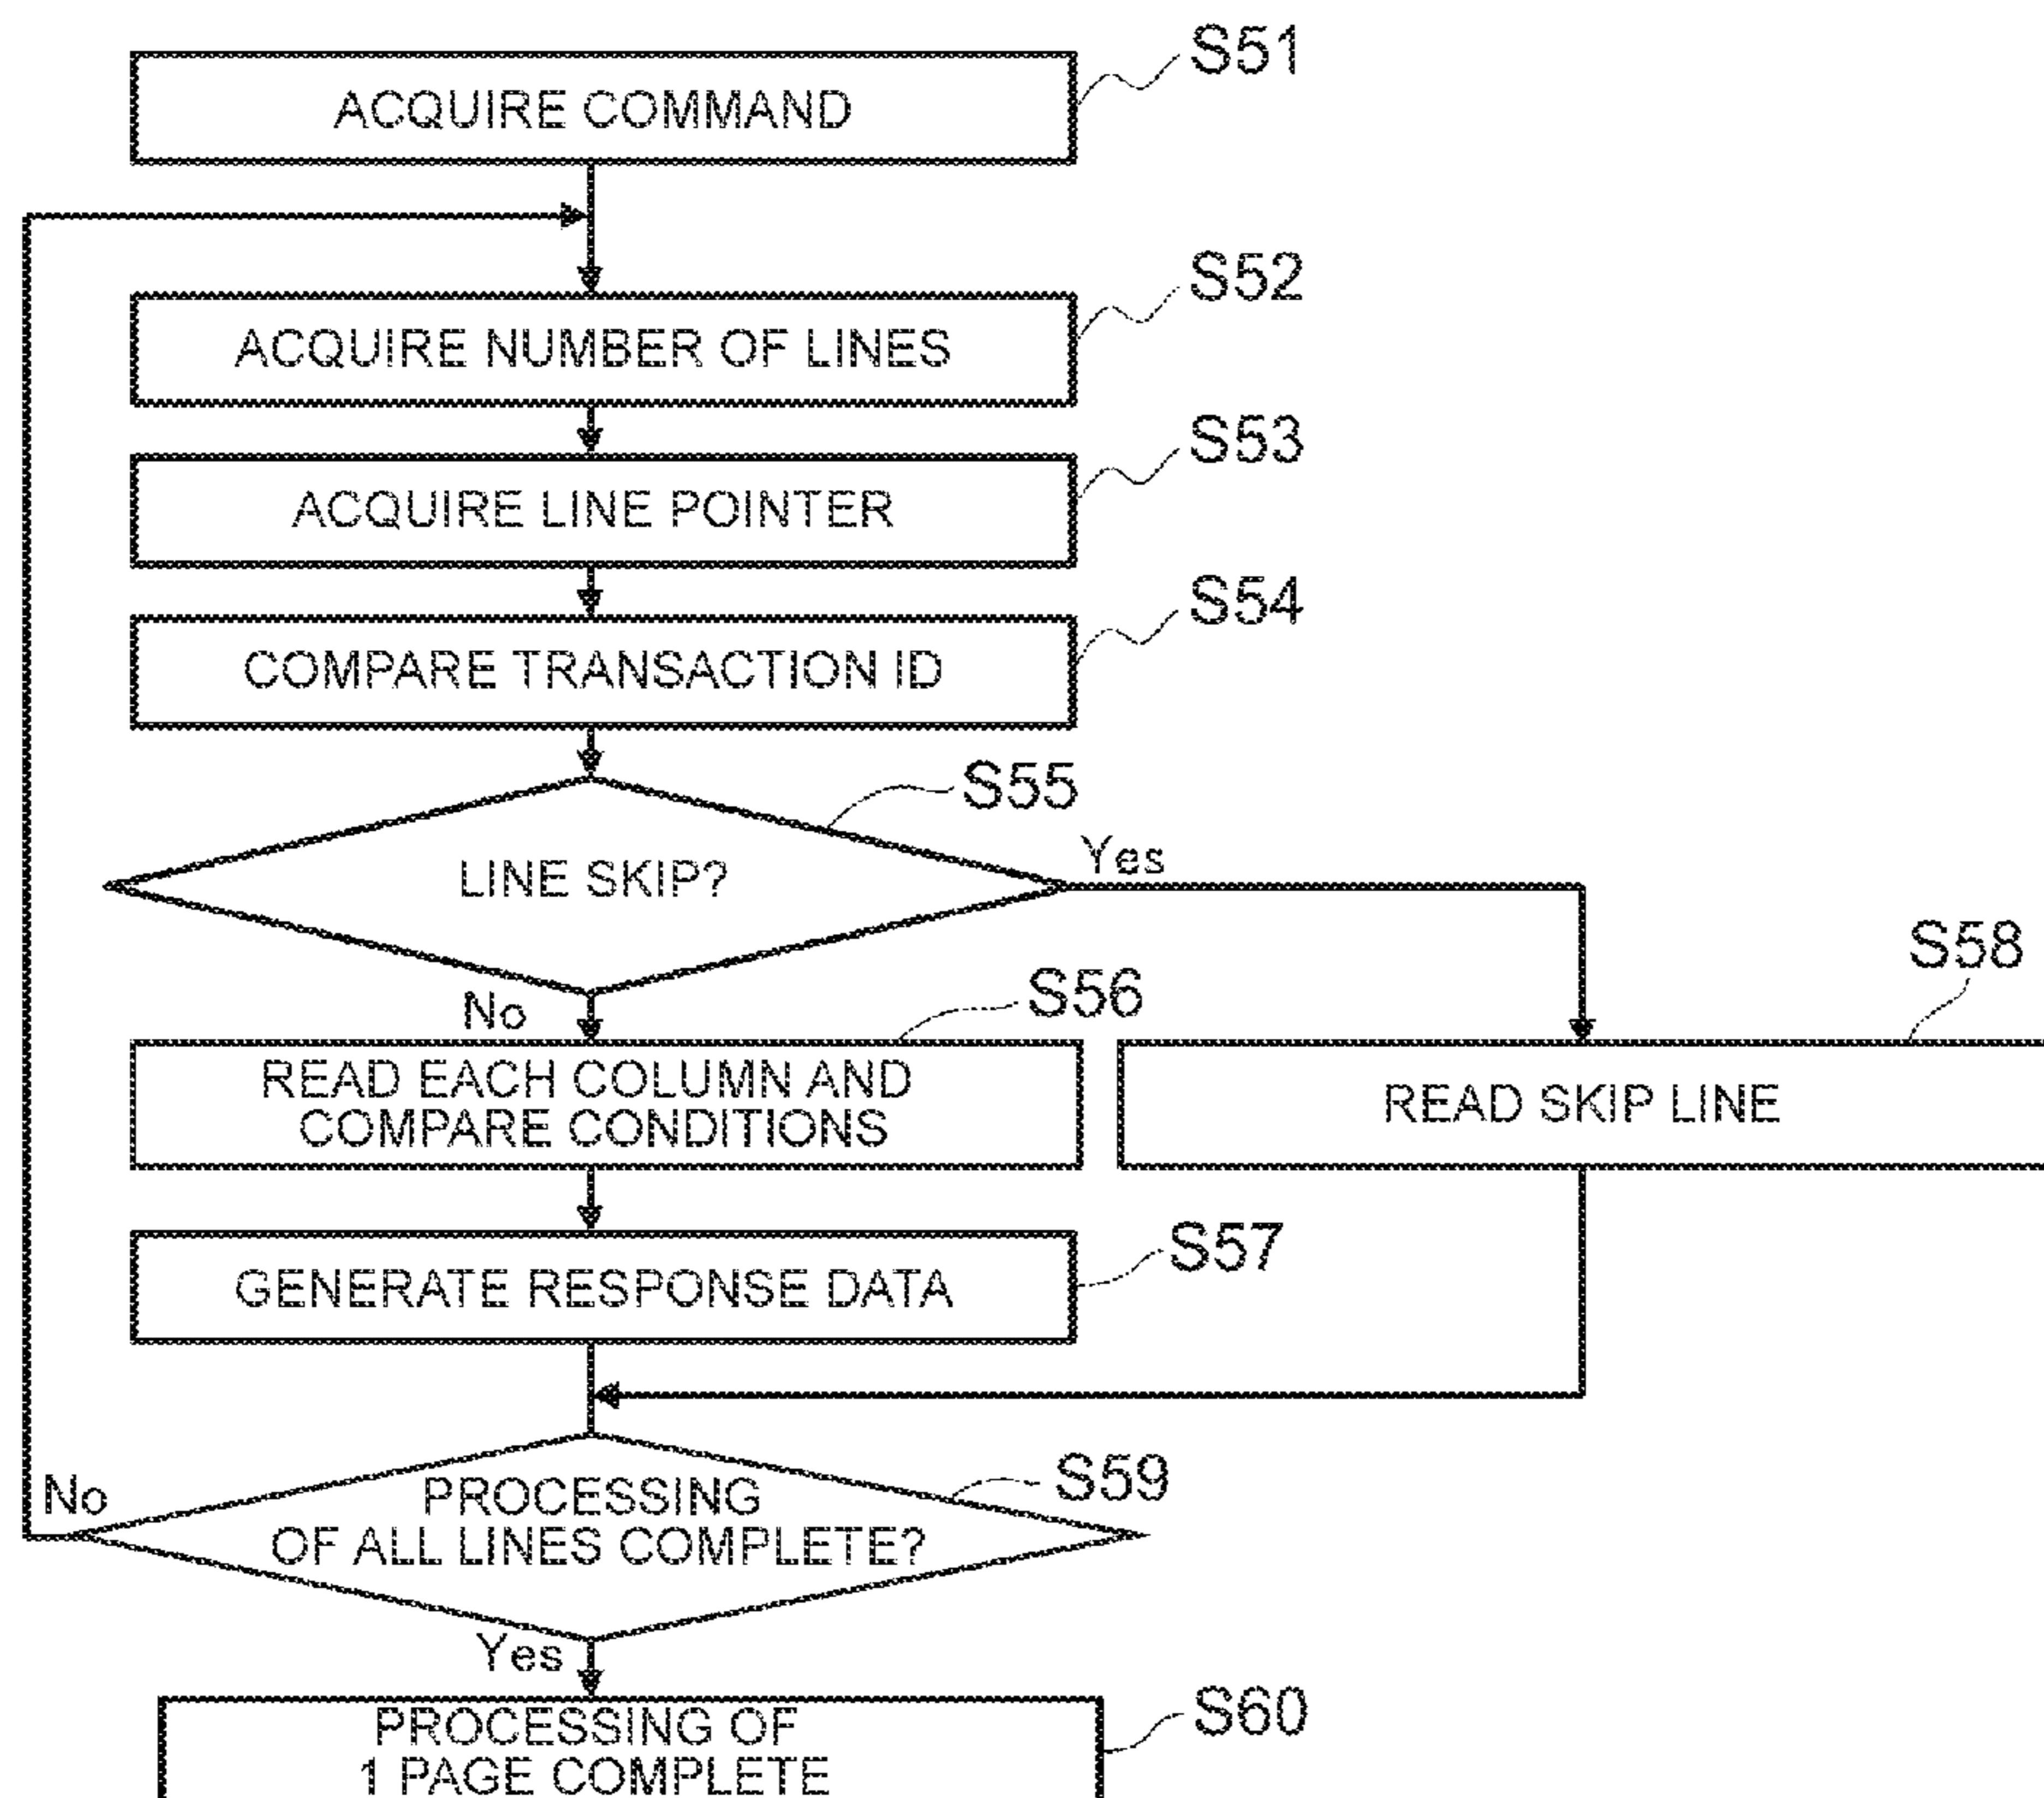 S51
ACQUIRE COMMAND
S52
ACQUIRE NUMBER OF LINES
S53
ACQUIRE LINE POINTER
S54
COMPARE TRANSACTION ID
S55
LINE SKIP?
Yes
No
S56
READ EACH COLUMN AND
COMPARE CONDITIONS
S58
READ SKIP LINE
S57
GENERATE RESPONSE DATA
S59
PROCESSING
OF ALL LINES COMPLETE?
No
Yes
S60
PROCESSING OF
1 PAGE COMPLETE